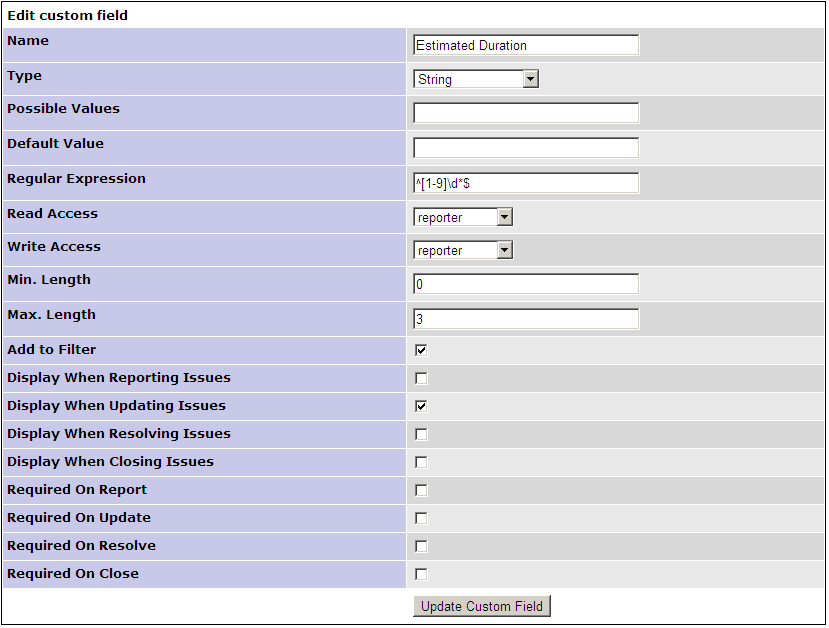 Edit custom field
Name Estimated Duration
Type String
Possible Values
Default Value
Regular Expression ^[1-9]\d*$
Read Access reporter
Write Access reporter
Min. Length 0
Max. Length 3
Add to Filter
Display When Reporting Issues
Display When Updating Issues
Display When Resolving Issues
Display When Closing Issues
Required On Report
Required On Update
Required On Resolve
Required On Close
Update Custom Field